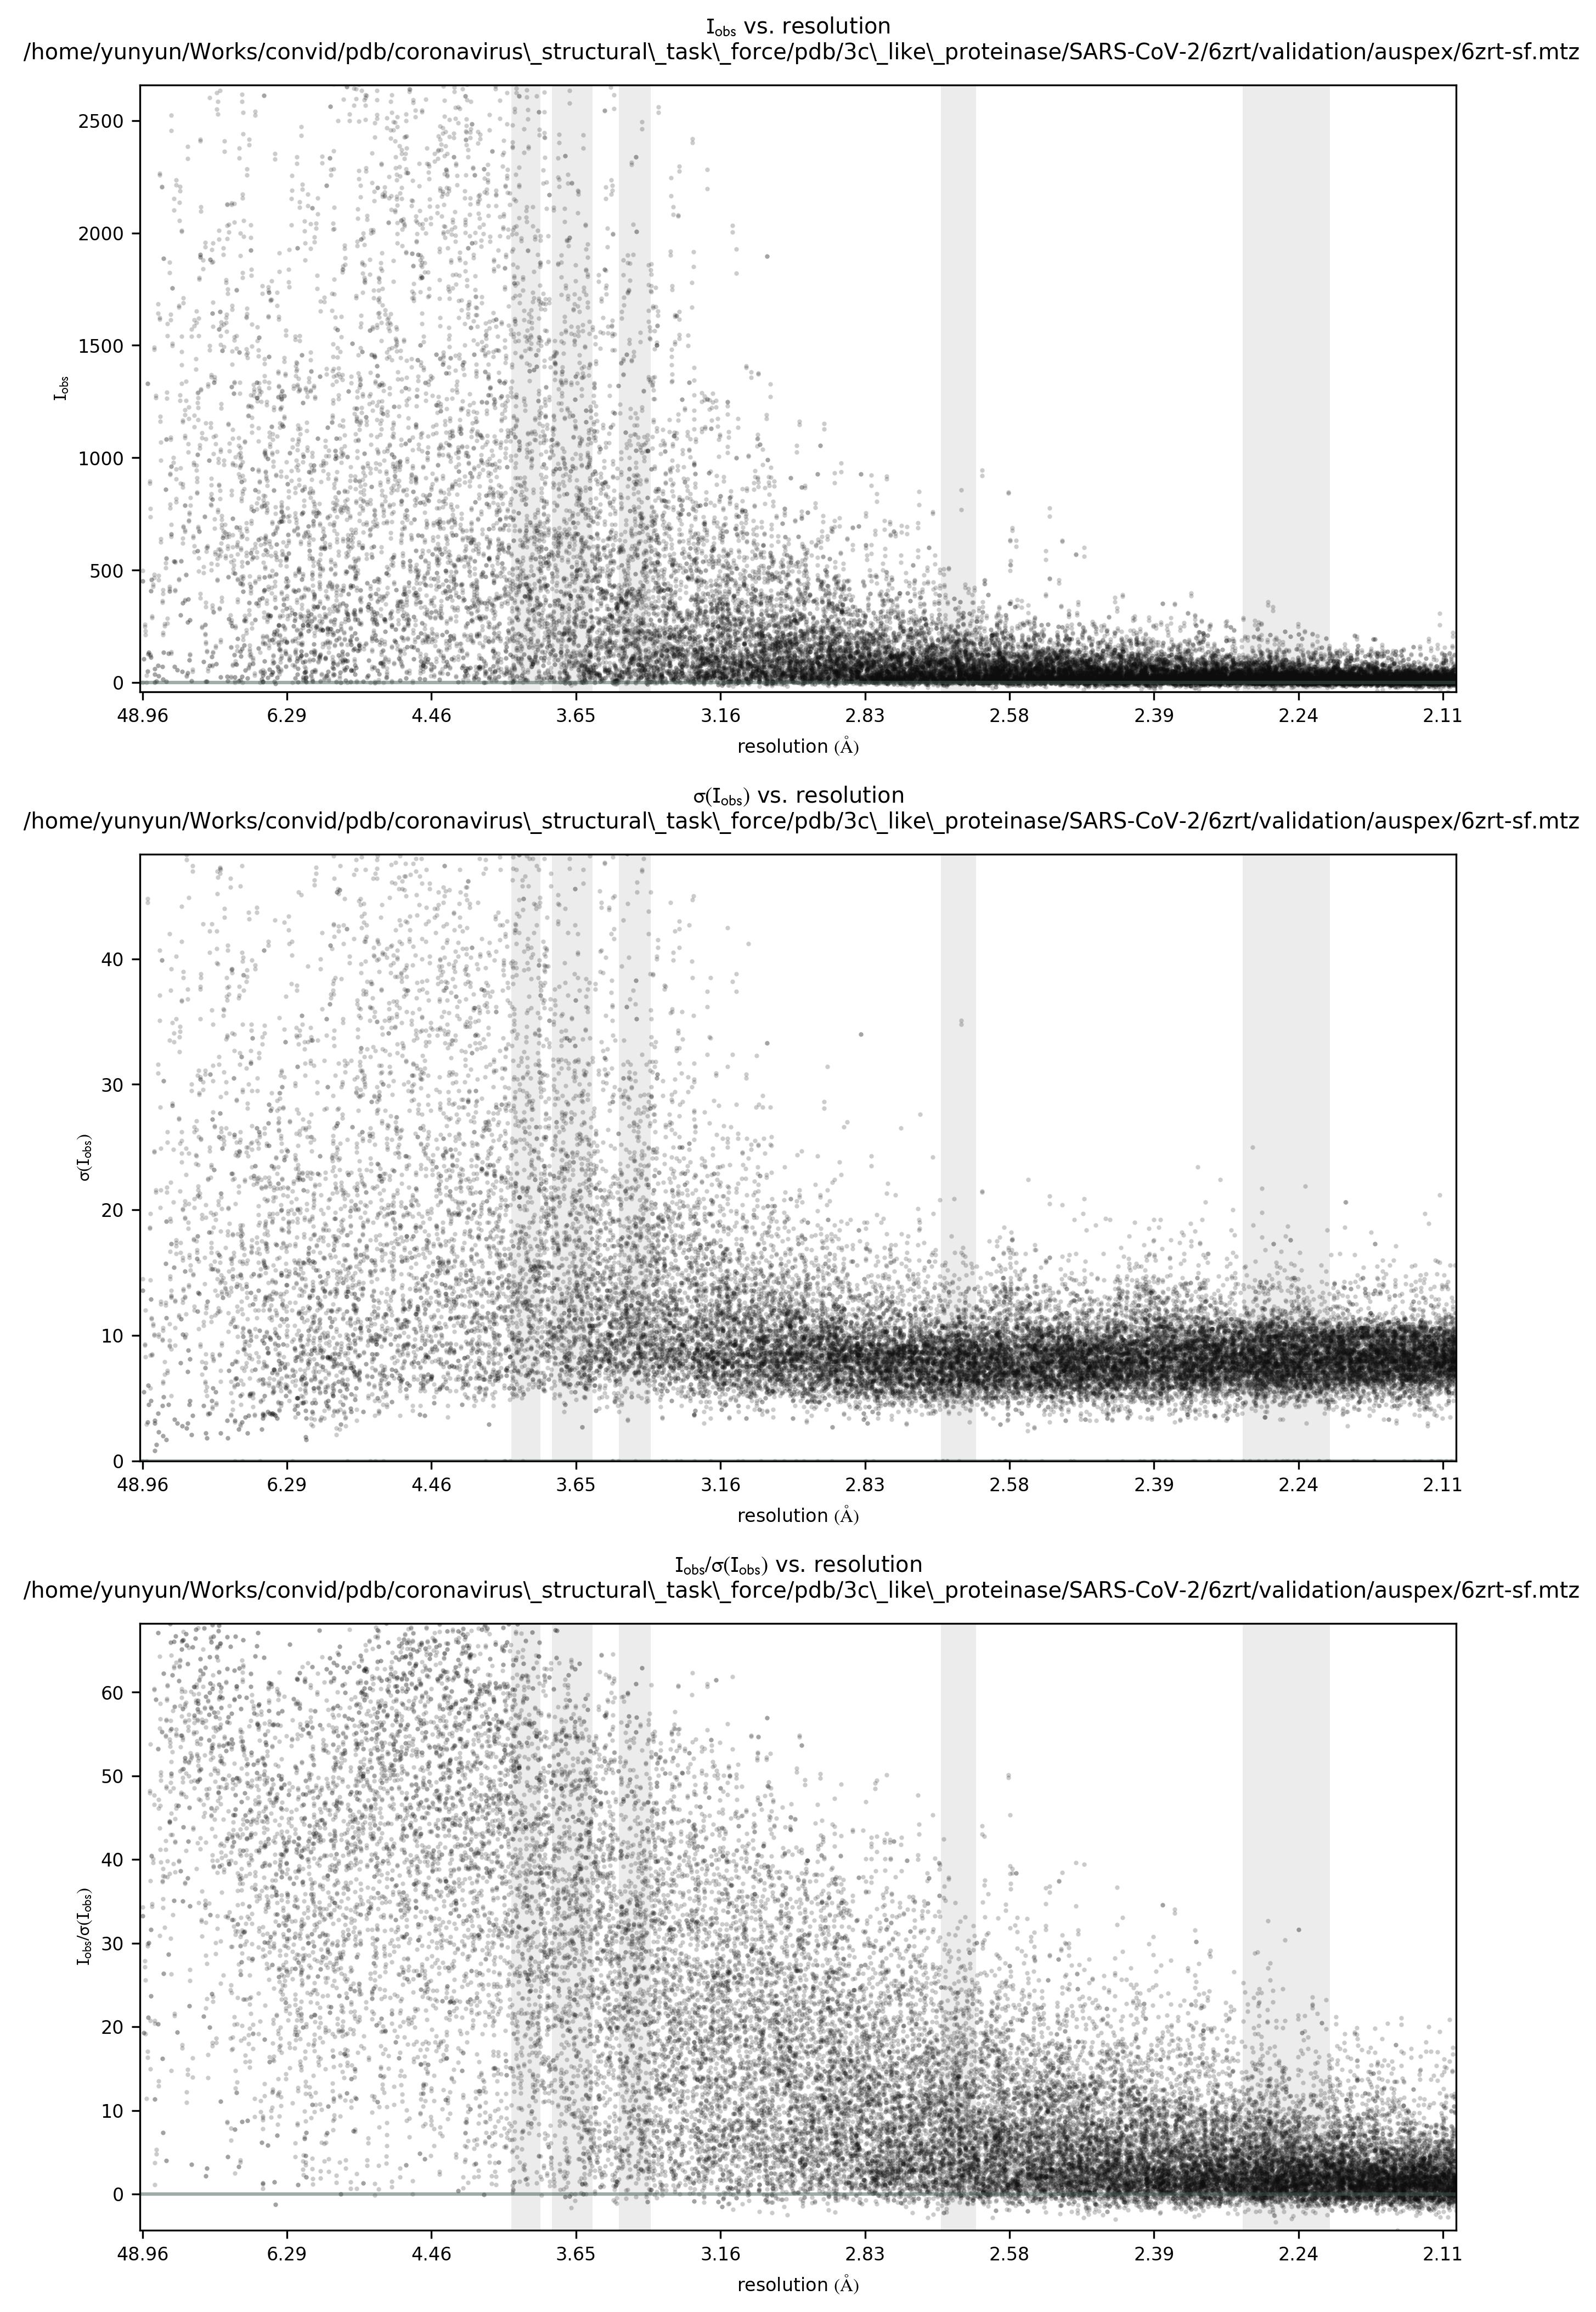 Iobs vs. resolution
/home/yunyun/Works/convid/pdb/coronavirus\_structural\_task\_force/pdb/3c\_like\_proteinase/SARS-CoV-2/6zrt/validation/auspex/6zrt-sf.mtz
2500
2000
1500
1000
500
0
Iobs
48.96 6.29 4.46 3.65 3.16 2.83 2.58 2.39 2.24 2.11
resolution (Å)
σ(Iobs) vs. resolution
/home/yunyun/Works/convid/pdb/coronavirus\_structural\_task\_force/pdb/3c\_like\_proteinase/SARS-CoV-2/6zrt/validation/auspex/6zrt-sf.mtz
40
30
20
10
0
σ(Iobs)
48.96 6.29 4.46 3.65 3.16 2.83 2.58 2.39 2.24 2.11
resolution (Å)
Iobs/σ(Iobs) vs. resolution
/home/yunyun/Works/convid/pdb/coronavirus\_structural\_task\_force/pdb/3c\_like\_proteinase/SARS-CoV-2/6zrt/validation/auspex/6zrt-sf.mtz
60
50
40
30
20
10
0
Iobs/σ(Iobs)
48.96 6.29 4.46 3.65 3.16 2.83 2.58 2.39 2.24 2.11
resolution (Å)